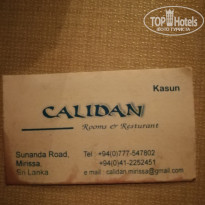 TOP HOTELS
Kasun
CALIDAN
Rooms & Resturant
Sunanda Road,
Mirissa.
Sri Lanka
Tel +94(0)777-547802
+94(0)41-2252451
e mail : calidan.mirissa@gmail.com